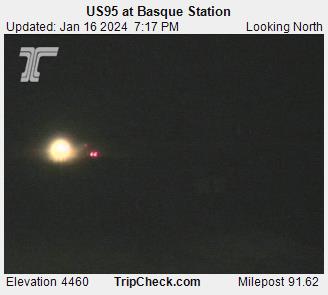 US95 at Basque Station
Updated: Jan 16 2024 7:17 PM Looking North
Elevation 4460 TripCheck.com Milepost 91.62